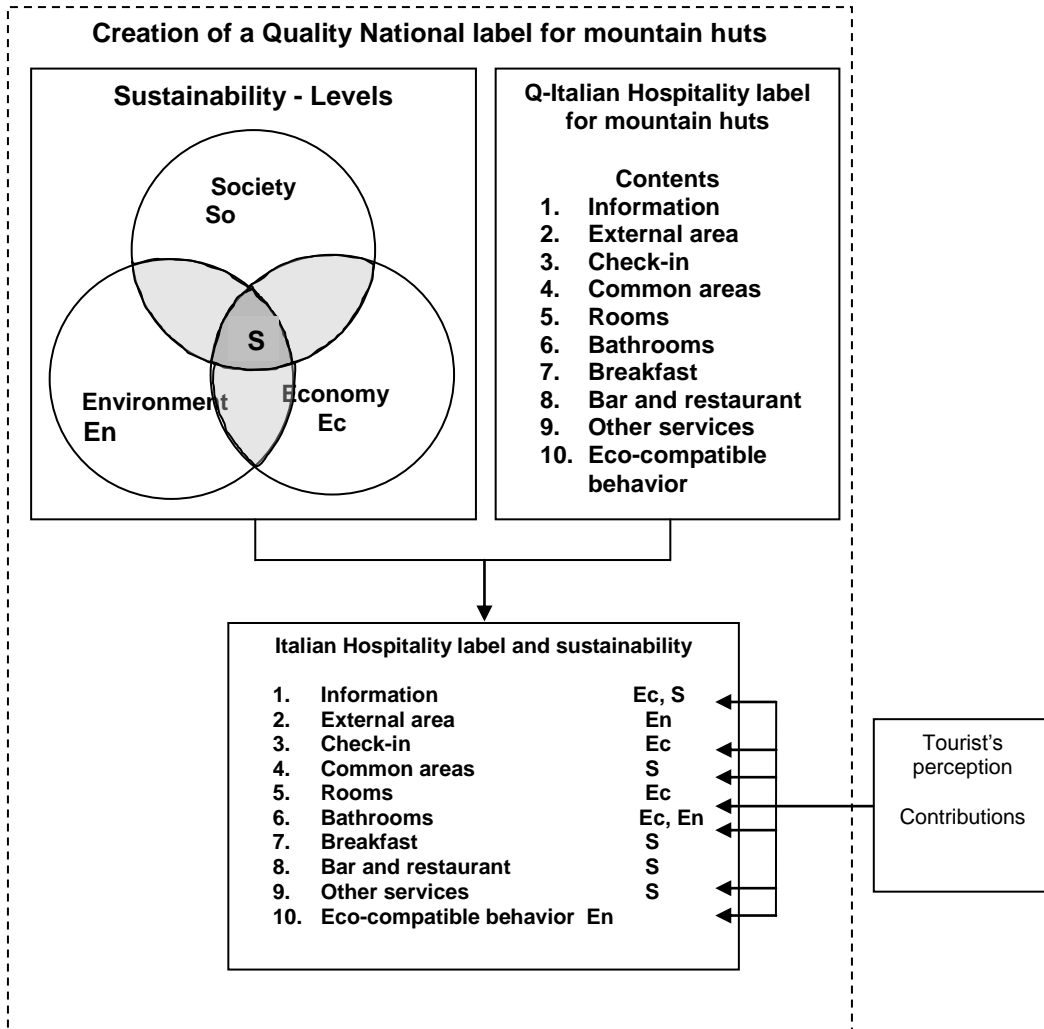 Creation of a Quality National label for mountain huts
Sustainability - Levels
Society
So
S
Environment
En
Economy
Ec
Q-Italian Hospitality label
for mountain huts
Contents
1. Information
2. External area
3. Check-in
4. Common areas
5. Rooms
6. Bathrooms
7. Breakfast
8. Bar and restaurant
9. Other services
10. Eco-compatible
behavior
Italian Hospitality label and sustainability
1. Information Ec, S
2. External area En
3. Check-in Ec
4. Common areas S
5. Rooms Ec
6. Bathrooms Ec, En
7. Breakfast S
8. Bar and restaurant S
9. Other services S
10. Eco-compatible behavior En
Tourist's
perception
Contributions